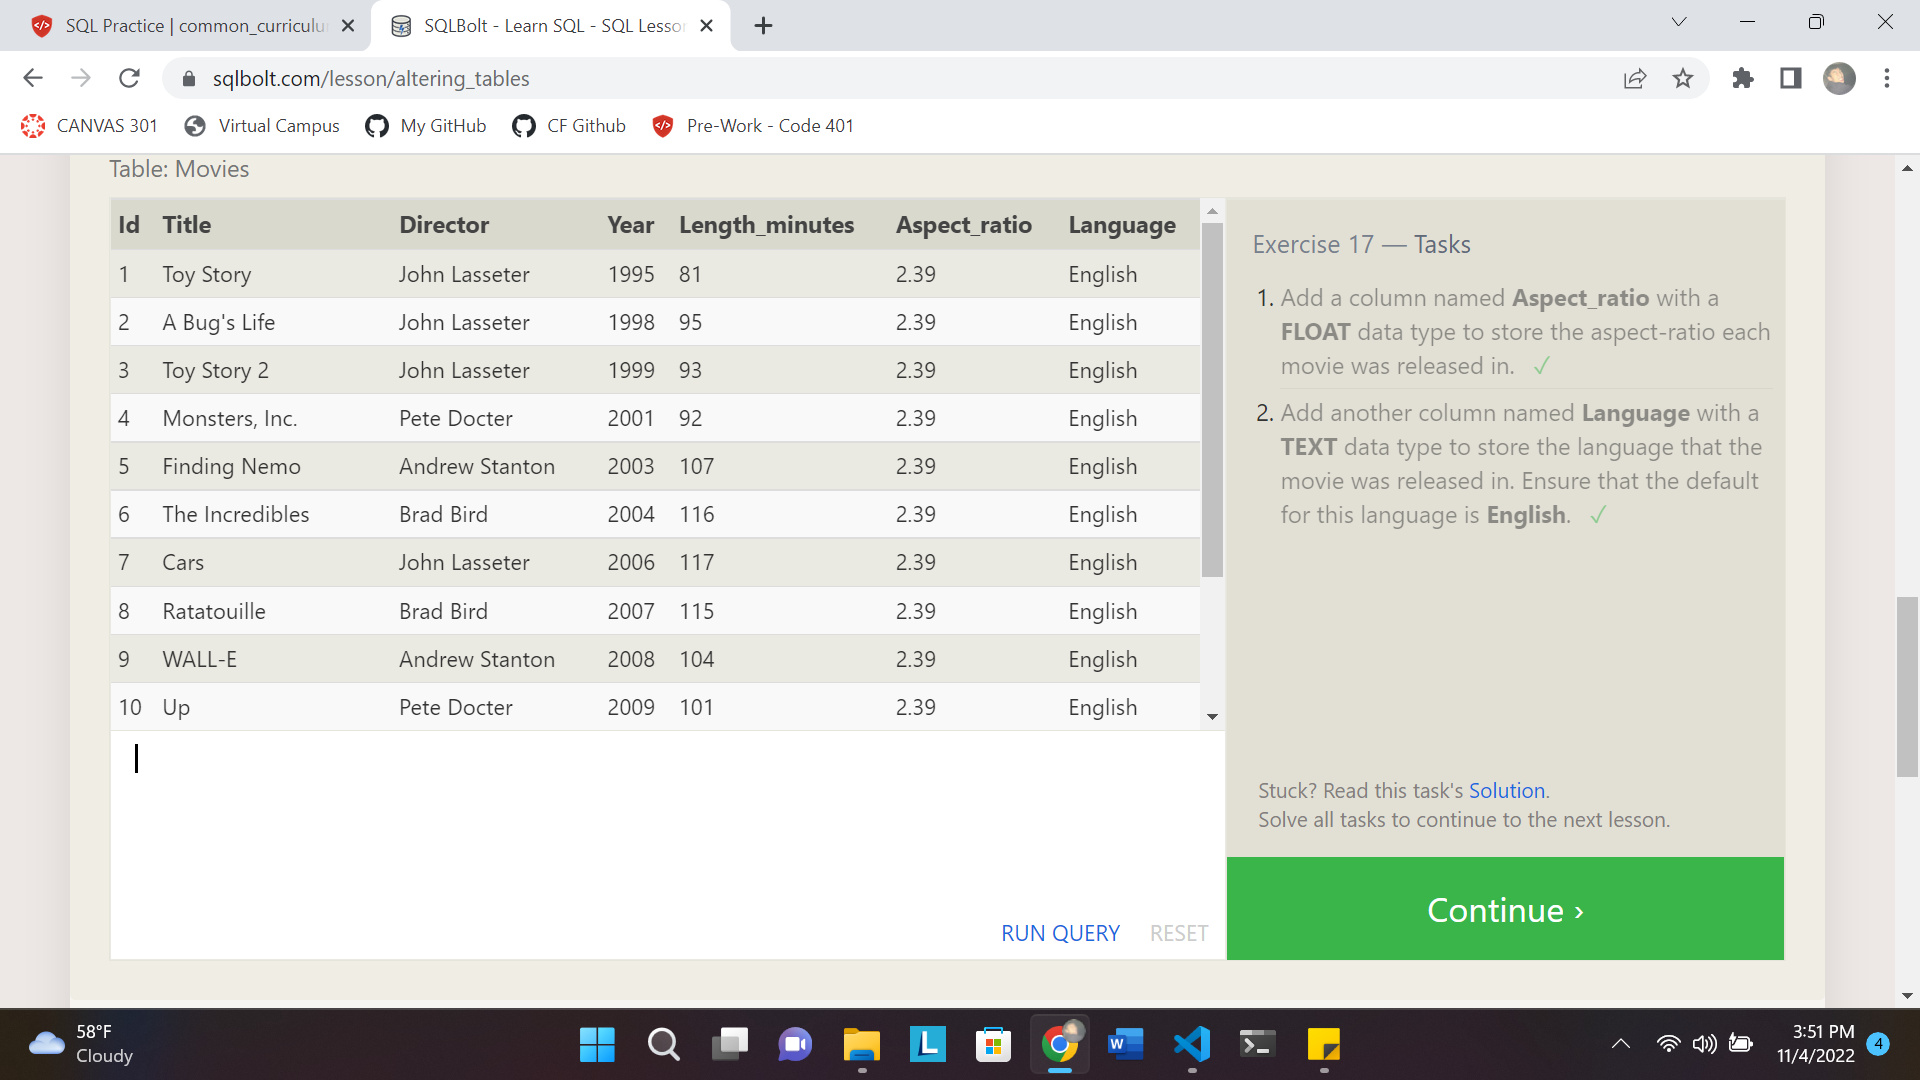 SQL Practice | common_curriculu
SQLBolt - Learn SQL - SQL Lesson
sqlbolt.com/lesson/altering_tables
CANVAS 301
Virtual Campus
My GitHub
CF Github
Pre-Work - Code 401
Table: Movies
Id Title Director Year Length_minutes Aspect_ratio Language
1 Toy Story John Lasseter 1995 81 2.39 English
2 A Bug's Life John Lasseter 1998 95 2.39 English
3 Toy Story 2 John Lasseter 1999 93 2.39 English
4 Monsters, Inc. Pete Docter 2001 92 2.39 English
5 Finding Nemo Andrew Stanton 2003 107 2.39 English
6 The Incredibles Brad Bird 2004 116 2.39 English
7 Cars John Lasseter 2006 117 2.39 English
8 Ratatouille Brad Bird 2007 115 2.39 English
9 WALL-E Andrew Stanton 2008 104 2.39 English
10 Up Pete Docter 2009 101 2.39 English
RUN QUERY RESET
Exercise 17 — Tasks
1. Add a column named Aspect_ratio with a
FLOAT data type to store the aspect-ratio each
movie was released in. ✓
2. Add another column named Language with a
TEXT data type to store the language that the
movie was released in. Ensure that the default
for this language is English. ✓
Stuck? Read this task's Solution.
Solve all tasks to continue to the next lesson.
Continue ›
58°F
Cloudy
3:51 PM
11/4/2022
4